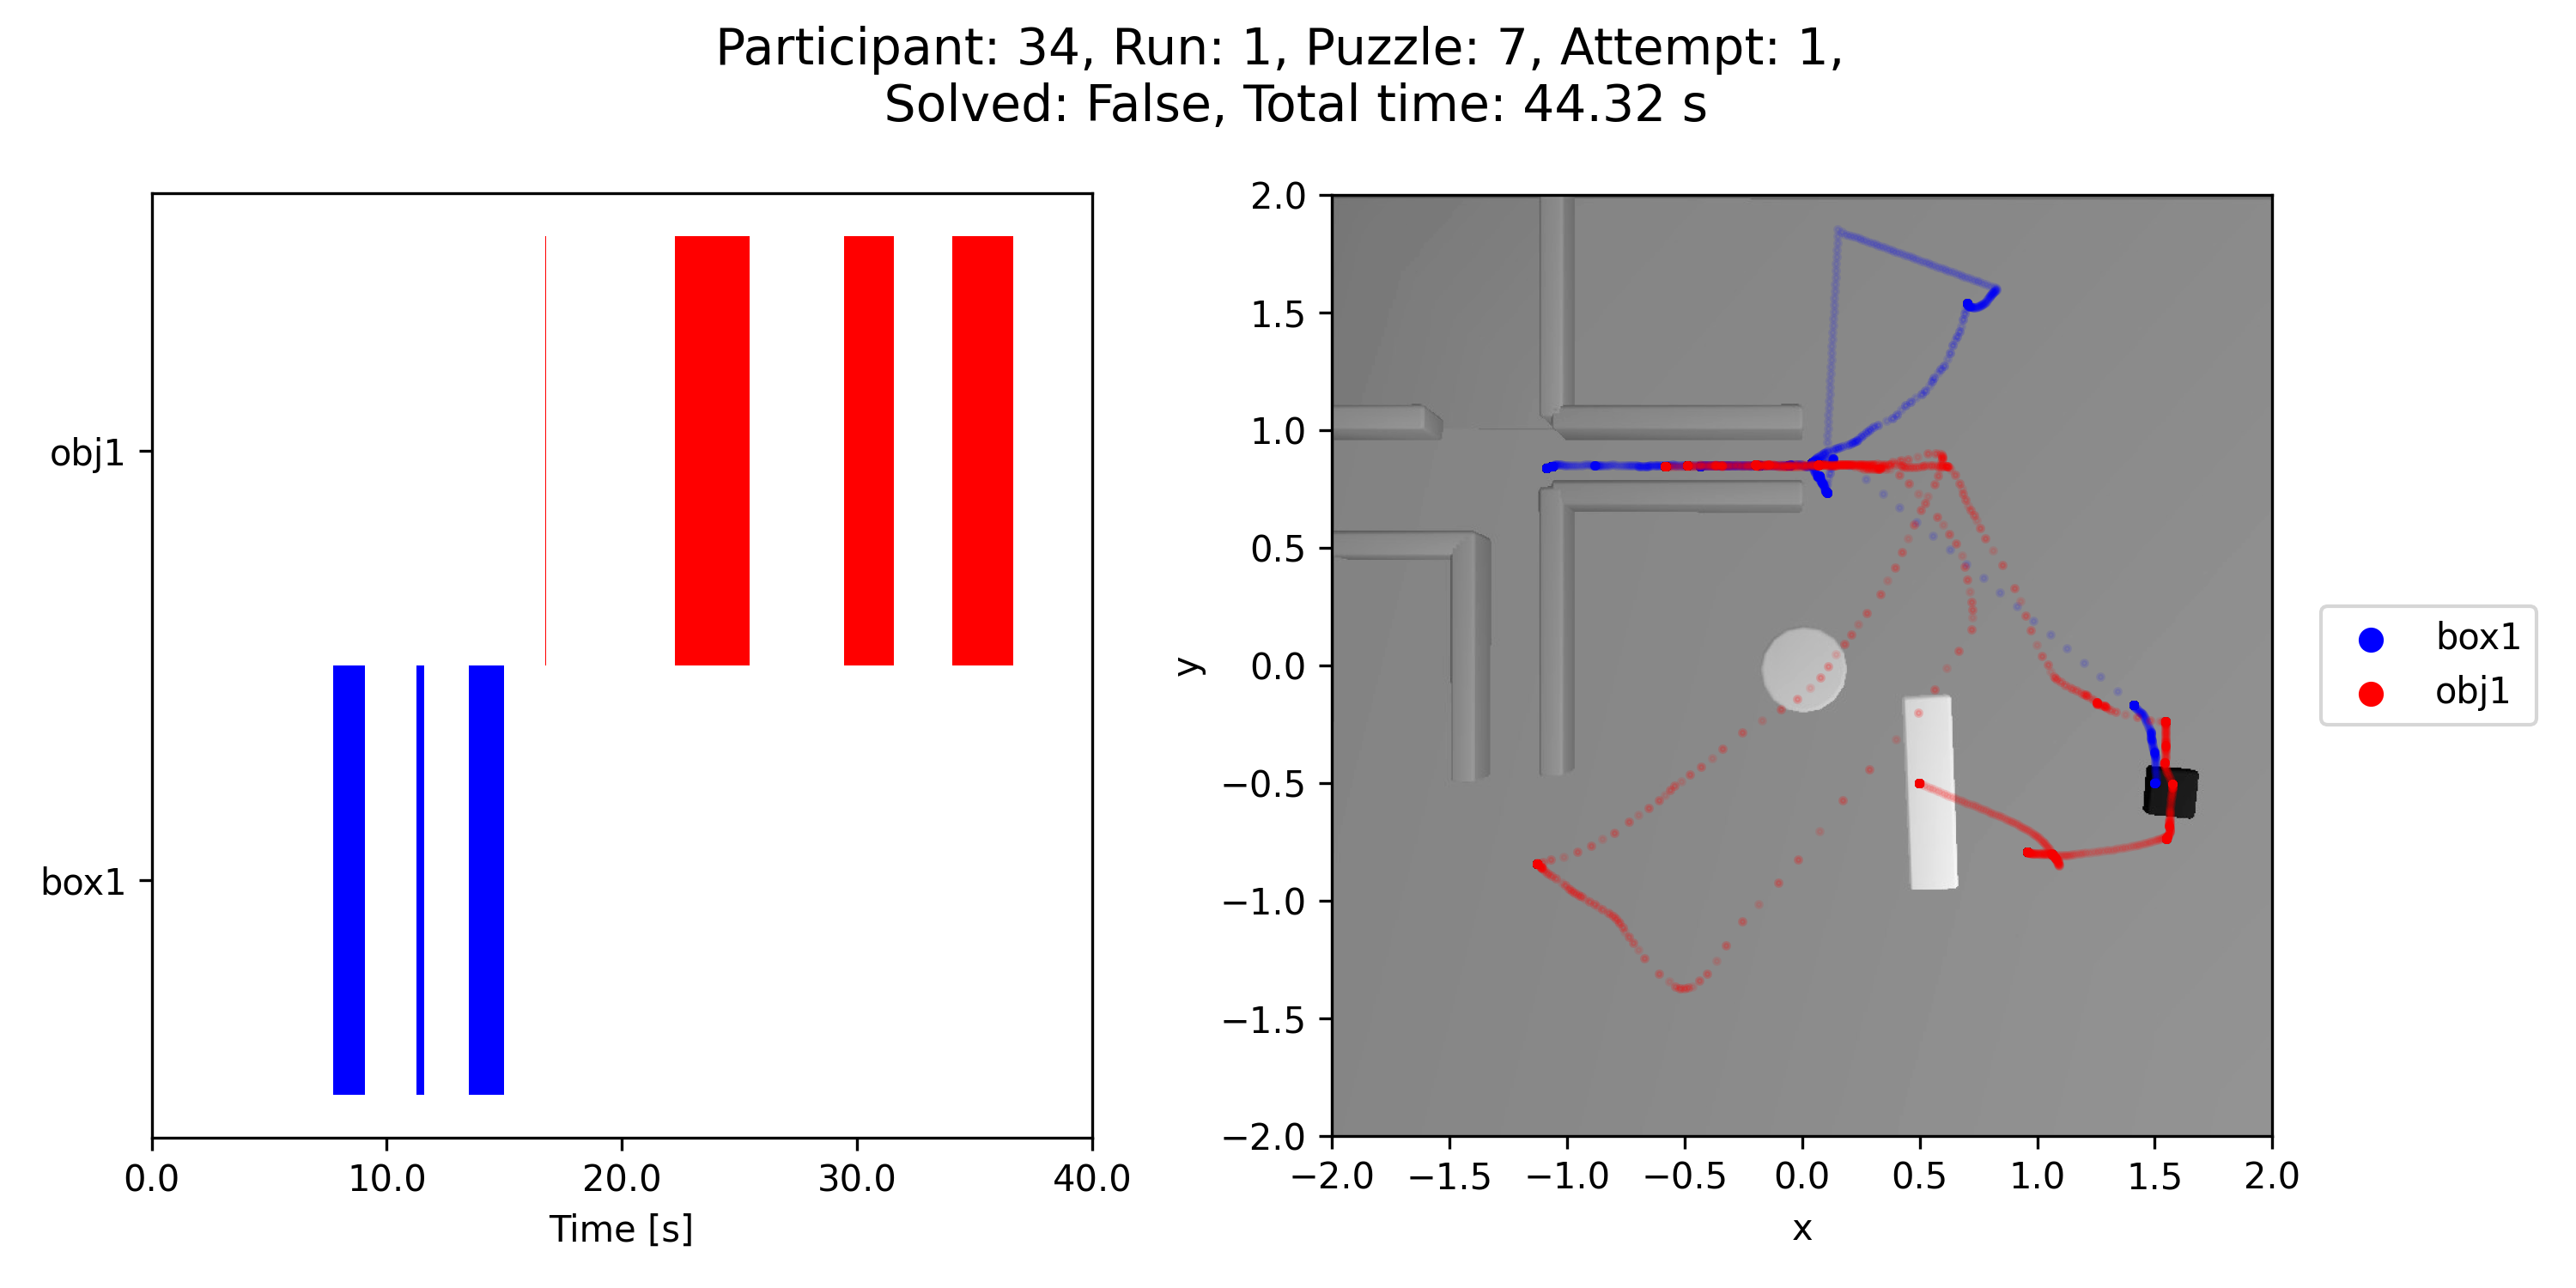 Participant: 34, Run: 1, Puzzle: 7, Attempt: 1,
Solved: False, Total time: 44.32 s
obj1
box1
0.0 10.0 20.0 30.0 40.0
Time [s]
2.0
1.5
1.0
0.5
0.0
−0.5
−1.0
−1.5
−2.0
y
−2.0 −1.5 −1.0 −0.5 0.0 0.5 1.0 1.5 2.0
x
box1
obj1